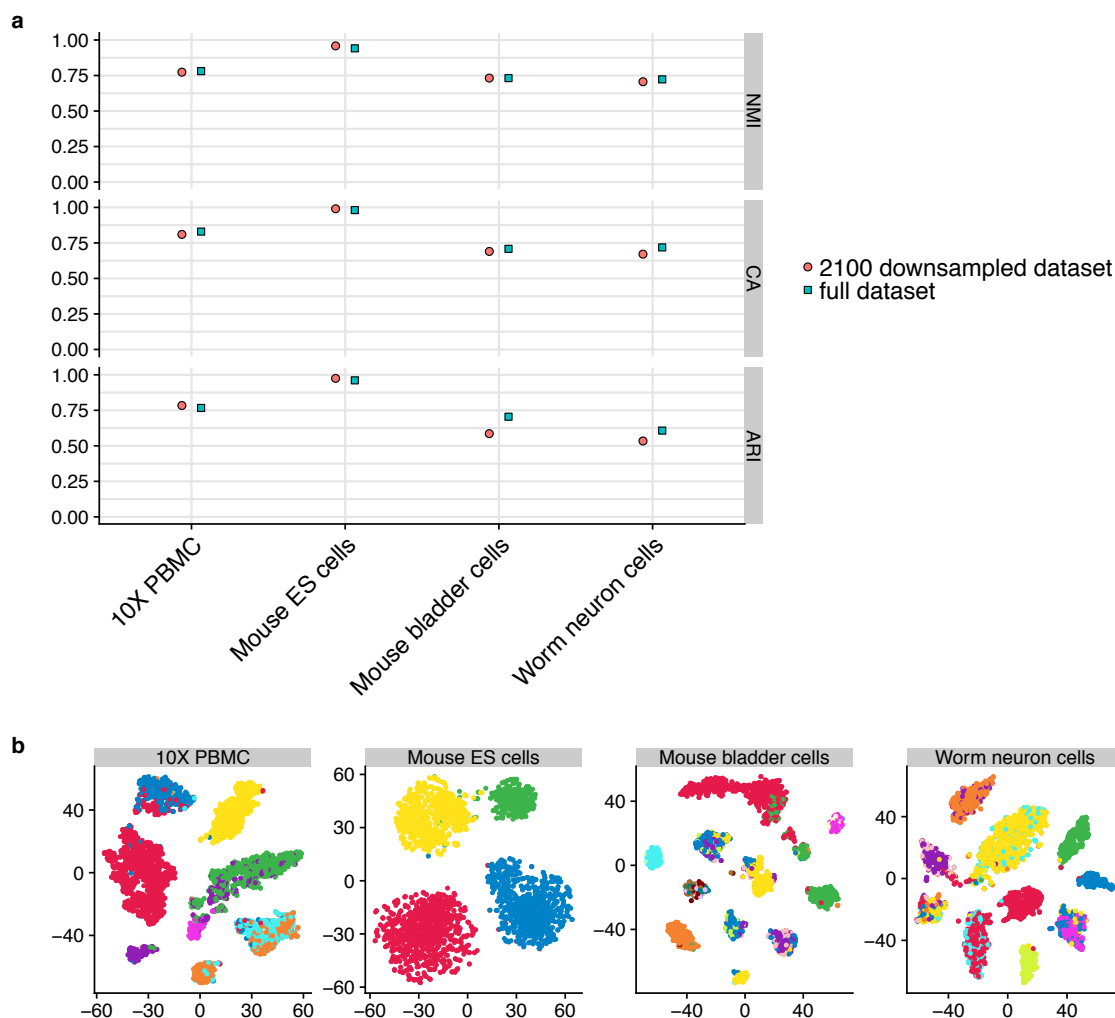 a
1.00
0.75
0.50
0.25
0.00
NMI
1.00
0.75
0.50
0.25
0.00
CA
1.00
0.75
0.50
0.25
0.00
ARI
2100 downsampled dataset
full dataset
10X PBMC
Mouse ES cells
Mouse bladder cells
Worm neuron cells
b
10X PBMC
40
0
−40
−60 −30 0 30 60
Mouse ES cells
60
30
0
−30
−60
−60 −30 0 30 60
Mouse bladder cells
40
0
−40
−40 0 40
Worm neuron cells
40
0
−40
−40 0 40